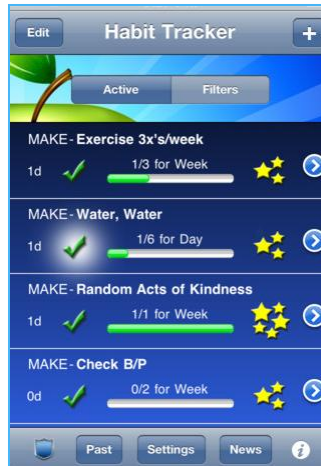 Edit
Habit Tracker
+
Active
Filters
MAKE-Exercise 3x's/week
1d
1/3 for Week
MAKE-Water, Water
1d
1/6 for Day
MAKE-Random Acts of Kindness
1d
1/1 for Week
MAKE-Check B/P
0d
0/2 for Week
Past
Settings
News
i